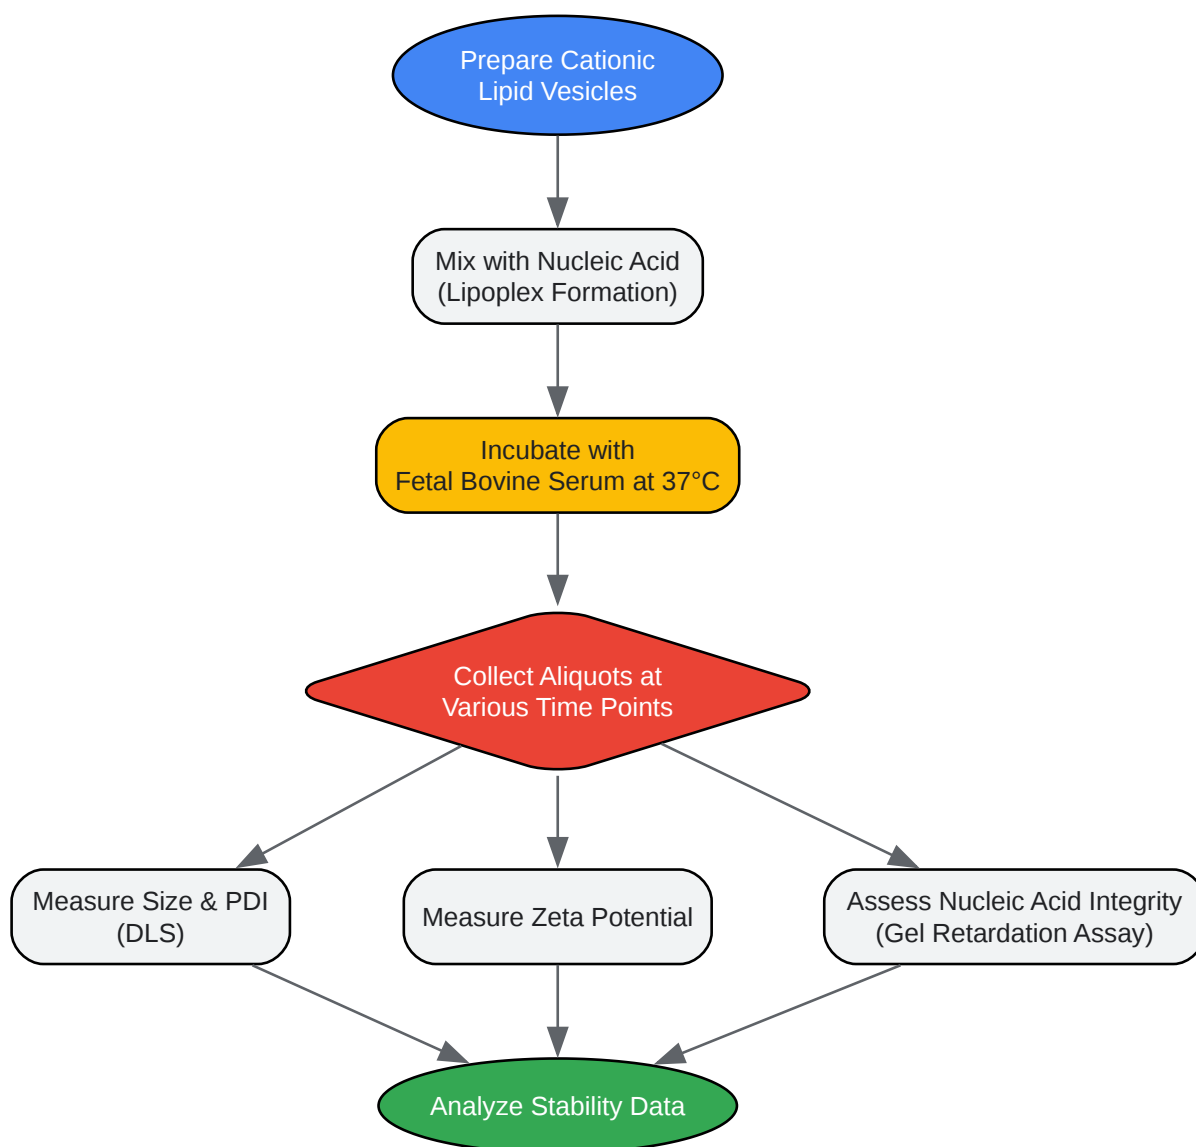 Prepare Cationic
Lipid Vesicles
Mix with Nucleic Acid
(Lipoplex Formation)
Incubate with
Fetal Bovine Serum at 37°C
Collect Aliquots at
Various Time Points
Measure Size & PDI
(DLS)
Measure Zeta Potential
Assess Nucleic Acid Integrity
(Gel Retardation Assay)
Analyze Stability Data